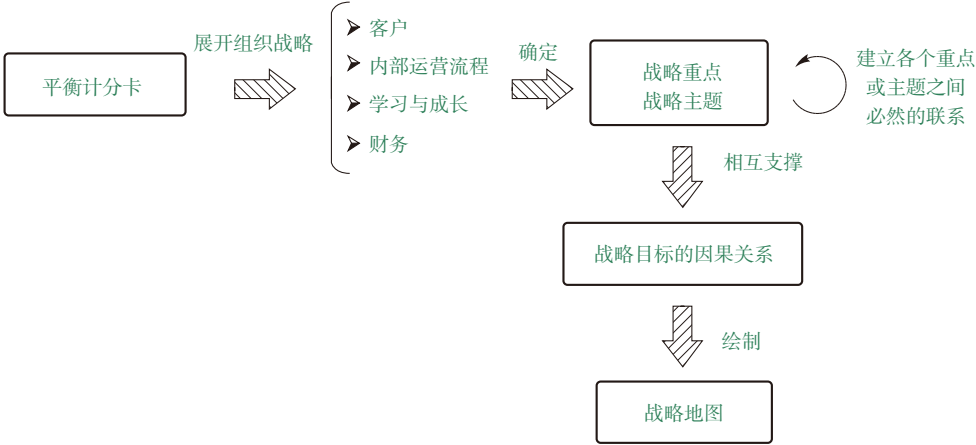 平衡计分卡
展开组织战略
客户
内部运营流程
学习与成长
财务
确定
战略重点
战略主题
建立各个重点
或主题之间
必然的联系
相互支撑
战略目标的因果关系
绘制
战略地图